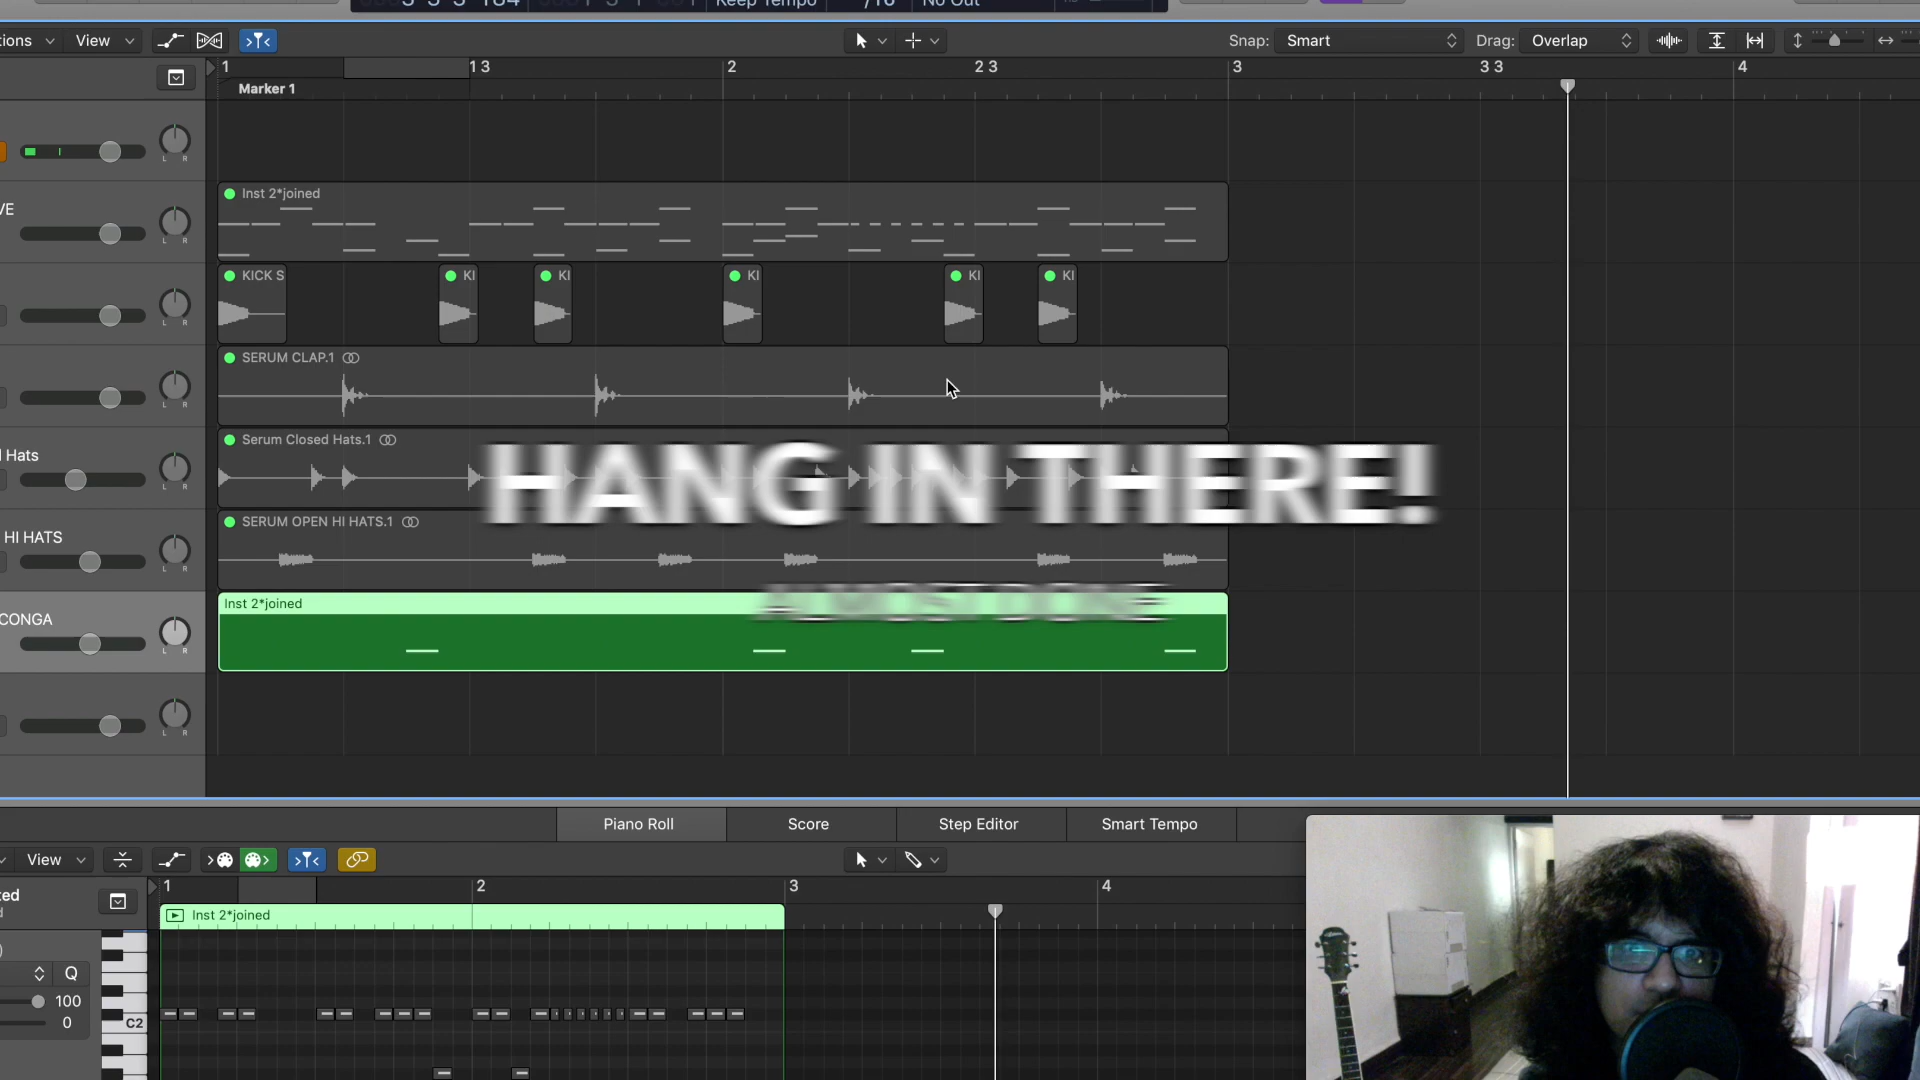 Keep Tempo
/16
No Out
View
Snap: Smart
Drag: Overlap
1
1 3
2
2 3
3
3 3
4
Marker 1
L R
Inst 2*joined
VE
L R
KICK S
KI
KI
KI
KI
KI
L R
SERUM CLAP.1
L R
Serum Closed Hats.1
Hats
L R
HANG IN THERE!
SERUM OPEN HI HATS.1
HI HATS
L R
Inst 2*joined
CONGA
L R
L R
Piano Roll
Score
Step Editor
Smart Tempo
View
1
2
3
4
Inst 2*joined
Q
100
0
C2